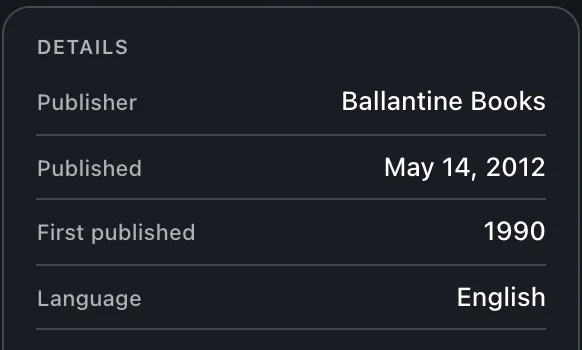 DETAILS
Publisher Ballantine Books
Published May 14, 2012
First published 1990
Language English